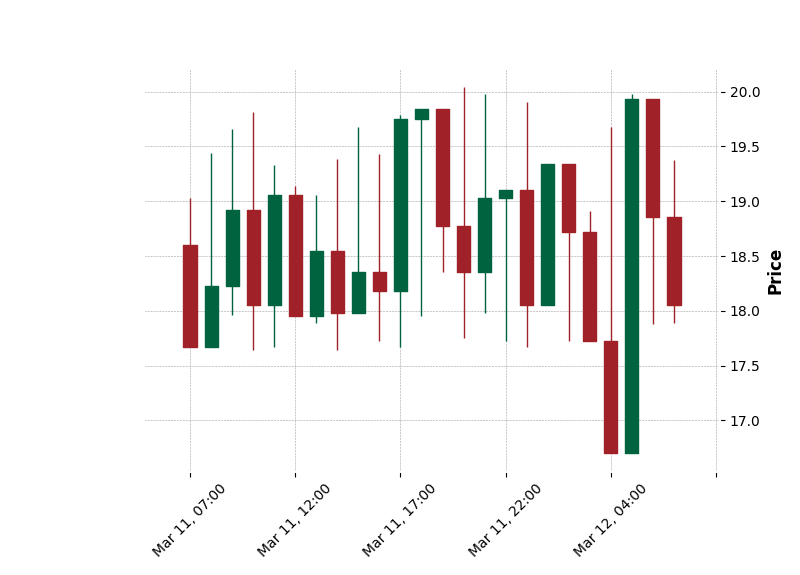 20.0
19.5
19.0
18.5
18.0
17.5
17.0
Price
Mar 11, 07:00
Mar 11, 12:00
Mar 11, 17:00
Mar 11, 22:00
Mar 12, 04:00